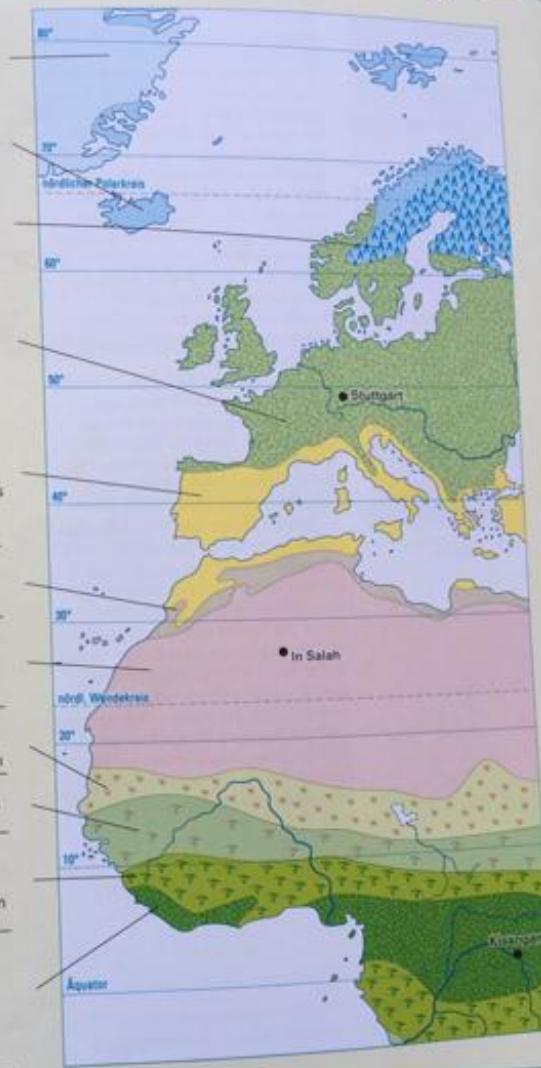 80°
70°
nördlicher Polarkreis
60°
50°
Stuttgart
40°
30°
In Salah
nördl. Wendekreis
20°
10°
Äquator